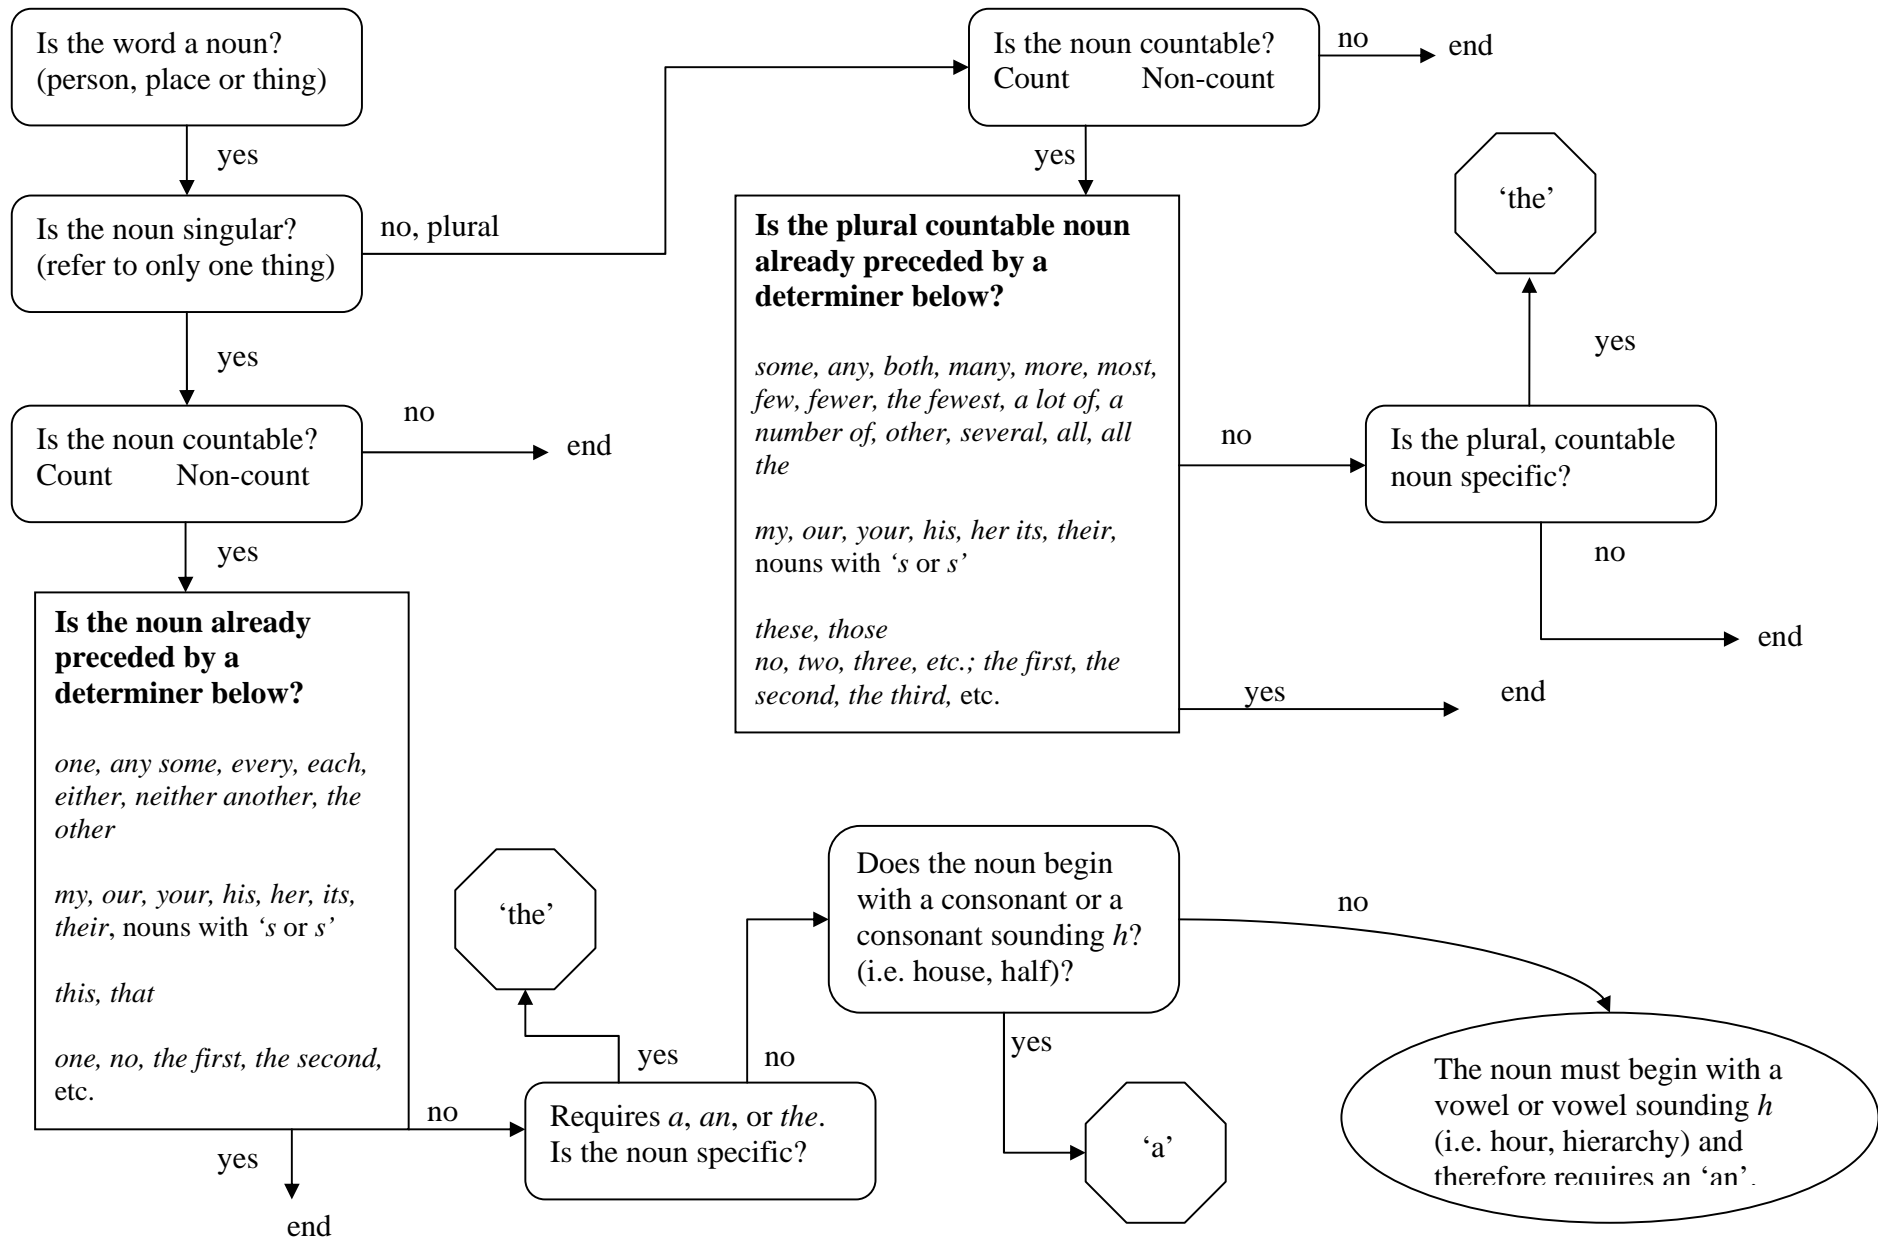 Is the word a noun?
(person, place or thing)
yes
Is the noun singular?
(refer to only one thing)
no, plural
yes
Is the noun countable?
Count Non-count
no
end
yes
Is the noun already
preceded by a
determiner below?
one, any some, every, each,
either, neither another, the
other
my, our, your, his, her, its,
their, nouns with ‘s or s’
this, that
one, no, the first, the second,
etc.
yes
end
no
Requires a, an, or the.
Is the noun specific?
yes
‘the’
no
Does the noun begin
with a consonant or a
consonant sounding h?
(i.e. house, half)?
yes
‘a’
no
The noun must begin with a
vowel or vowel sounding h
(i.e. hour, hierarchy) and
therefore requires an ‘an’.
Is the noun countable?
Count Non-count
no
end
yes
Is the plural countable noun
already preceded by a
determiner below?
some, any, both, many, more, most,
few, fewer, the fewest, a lot of, a
number of, other, several, all, all
the
my, our, your, his, her its, their,
nouns with ‘s or s’
these, those
no, two, three, etc.; the first, the
second, the third, etc.
yes
end
no
Is the plural, countable
noun specific?
yes
‘the’
no
end